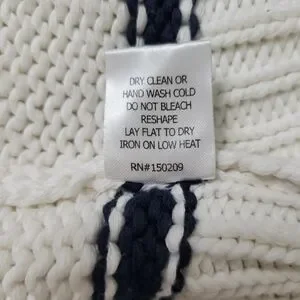 DRY CLEAN OR
HAND WASH COLD
DO NOT BLEACH
RESHAPE
LAY FLAT TO DRY
IRON ON LOW HEAT
RN#150209